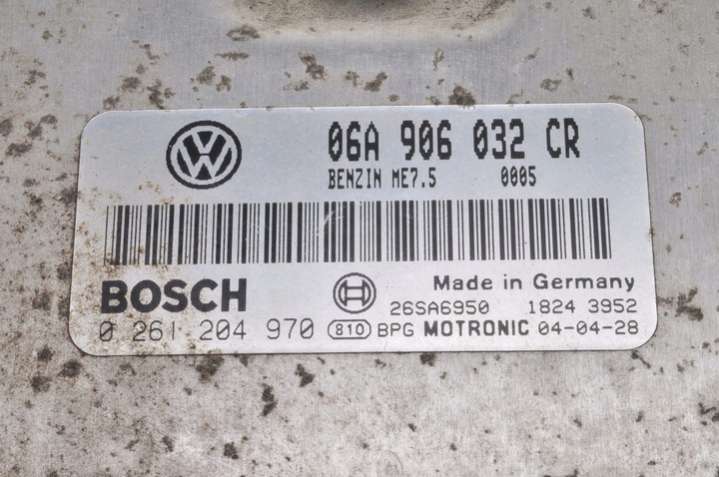 06A 906 032 CR
BENZIN ME7.5 0005
BOSCH
Made in Germany
26SA6950 1824 3952
0 261 204 970 810 BPG MOTRONIC 04-04-28